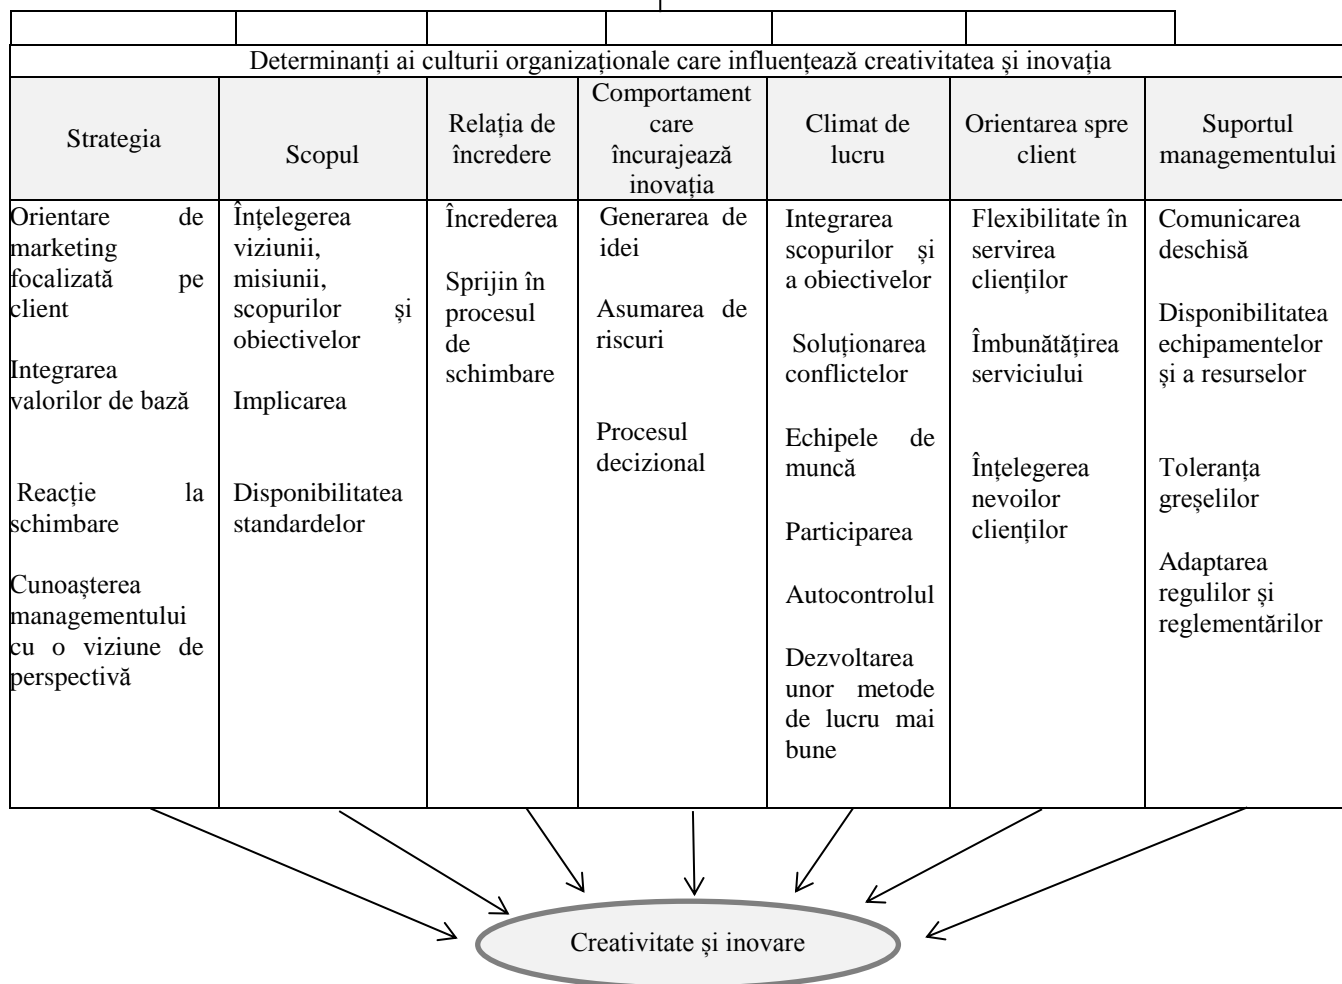 Determinanți ai culturii organizaționale care influențează creativitatea și inovația
Strategia
Scopul
Relația de
încredere
Comportament
care
încurajează
inovația
Climat de
lucru
Orientarea spre
client
Suportul
managementului
Orientare de
marketing
focalizată pe
client
Integrarea
valorilor de bază
Reacție la
schimbare
Cunoașterea
managementului
cu o viziune de
perspectivă
Înțelegerea
viziunii,
misiunii,
scopurilor și
obiectivelor
Implicarea
Disponibilitatea
standardelor
Încrederea
Sprijin în
procesul
de
schimbare
Generarea de
idei
Asumarea de
riscuri
Procesul
decizional
Integrarea
scopurilor și
a obiectivelor
Soluționarea
conflictelor
Echipele de
muncă
Participarea
Autocontrolul
Dezvoltarea
unor metode
de lucru mai
bune
Flexibilitate în
servirea
clienților
Îmbunătățirea
serviciului
Înțelegerea
nevoilor
clienților
Comunicarea
deschisă
Disponibilitatea
echipamentelor
și a resurselor
Toleranța
greșelilor
Adaptarea
regulilor și
reglementărilor
Creativitate și inovare